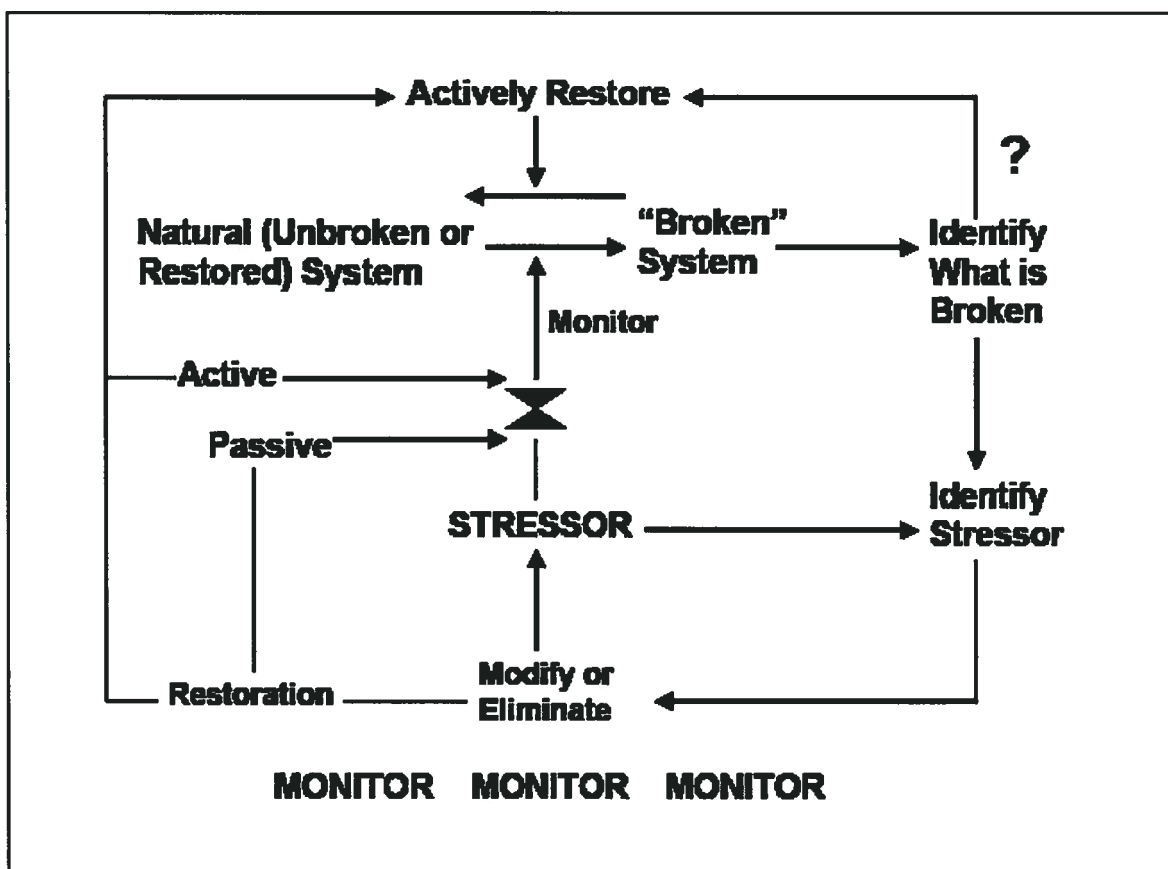 Actively Restore
?
Natural (Unbroken or
Restored) System
“Broken”
System
Identify
What is
Broken
Monitor
Active
Passive
STRESSOR
Identify
Stressor
Restoration
Modify or
Eliminate
MONITOR MONITOR MONITOR